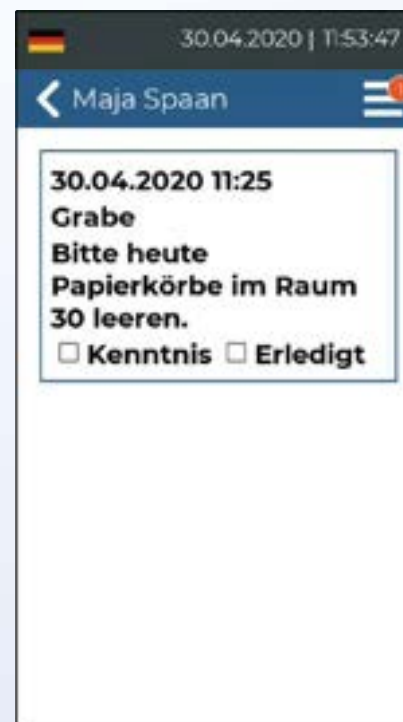 30.04.2020 | 11:53:47
Maja Spaan
30.04.2020 11:25
Grabe
Bitte heute
Papierkörbe im Raum
30 leeren.
Kenntnis Erledigt